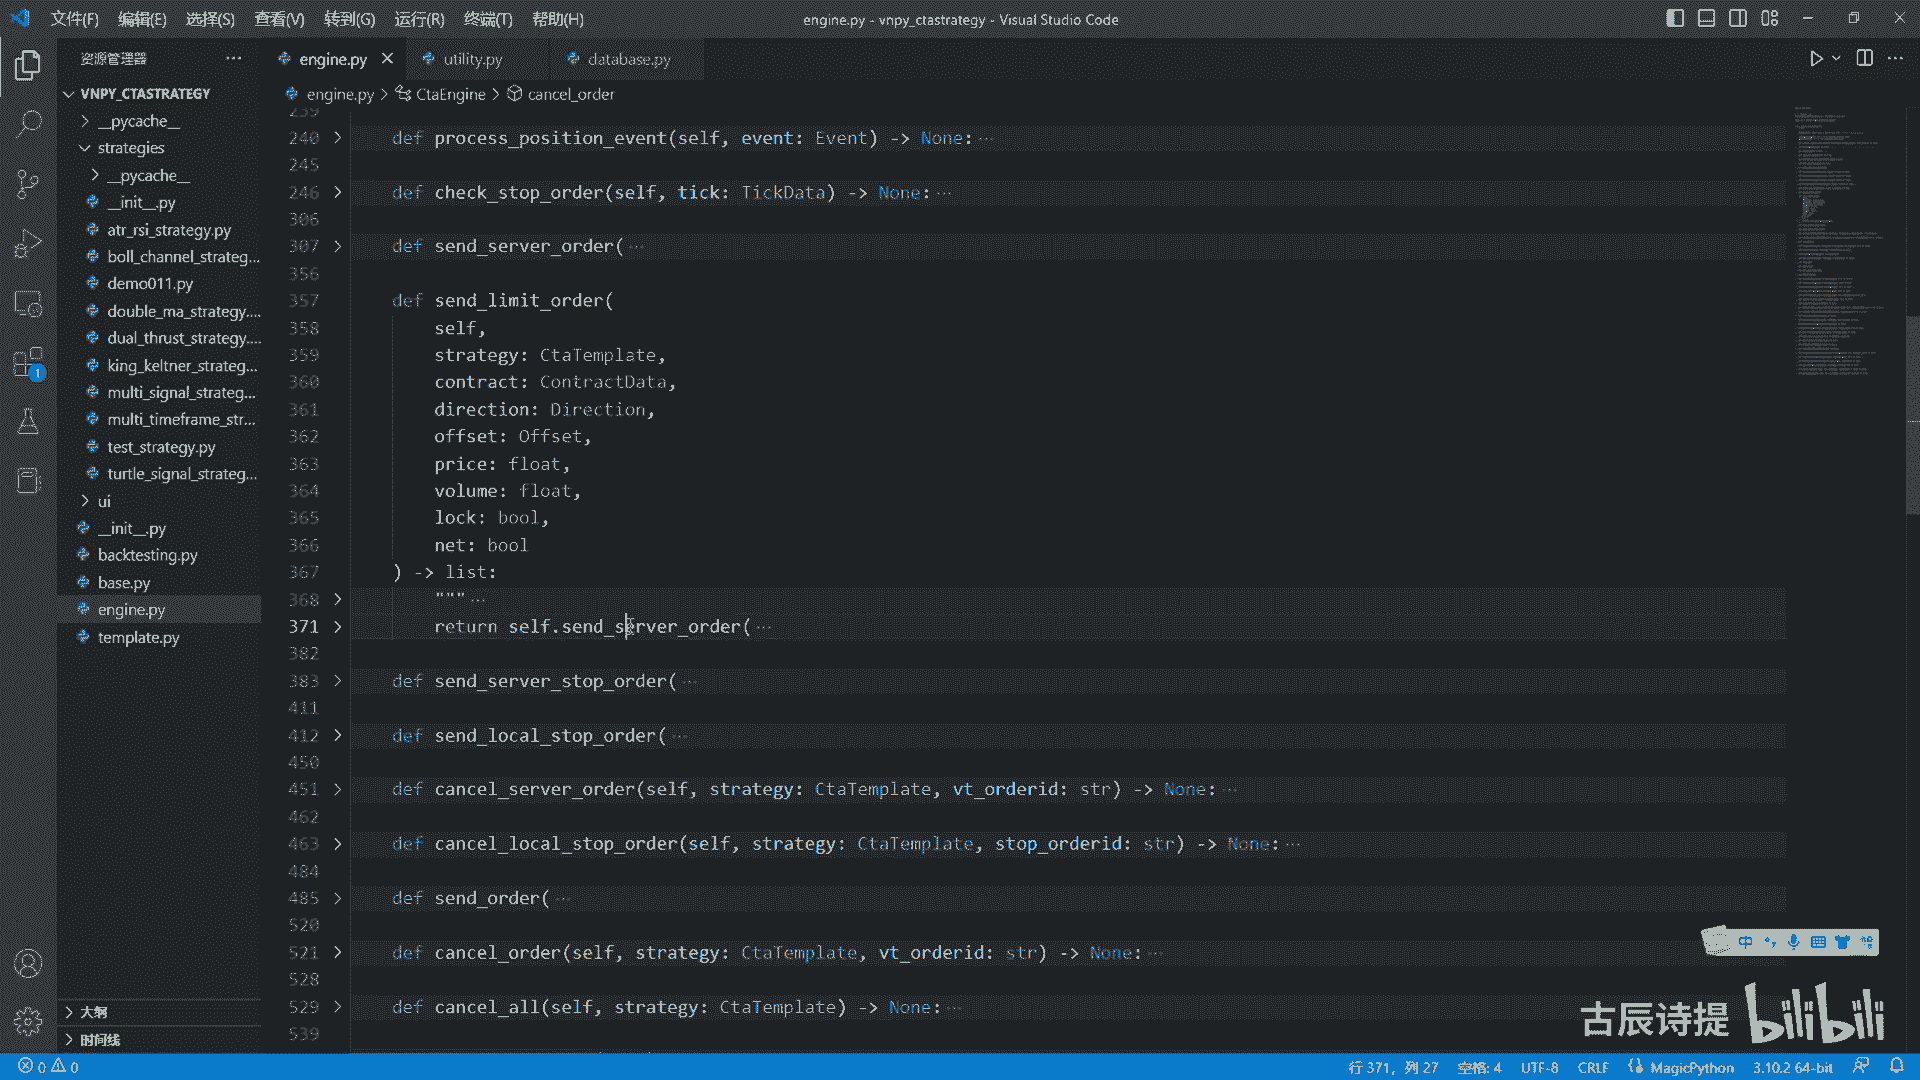 文件(F) 编辑(E) 选择(S) 查看(V) 转到(G) 运行(R) 终端(T) 帮助(H)
engine.py - vnpy_ctastrategy - Visual Studio Code
资源管理器
VNPY_CTASTRATEGY
__pycache__
strategies
__pycache__
__init__.py
atr_rsi_strategy.py
boll_channel_strateg...
demo011.py
double_ma_strategy....
dual_thrust_strategy....
king_keltner_strateg...
multi_signal_strateg...
multi_timeframe_str...
test_strategy.py
turtle_signal_strateg...
ui
__init__.py
backtesting.py
base.py
engine.py
template.py
大纲
时间线
1
engine.py utility.py database.py
engine.py > CtaEngine > cancel_order
239
240 def process_position_event(self, event: Event) -> None:···
245
246 def check_stop_order(self, tick: TickData) -> None:···
306
307 def send_server_order(···
356
357 def send_limit_order(
358 self,
359 strategy: CtaTemplate,
360 contract: ContractData,
361 direction: Direction,
362 offset: Offset,
363 price: float,
364 volume: float,
365 lock: bool,
366 net: bool
367 ) -> list:
368 """···
371 return self.send_server_order(···
382
383 def send_server_stop_order(···
411
412 def send_local_stop_order(···
450
451 def cancel_server_order(self, strategy: CtaTemplate, vt_orderid: str) -> None:···
462
463 def cancel_local_stop_order(self, strategy: CtaTemplate, stop_orderid: str) -> None:···
484
485 def send_order(···
520
521 def cancel_order(self, strategy: CtaTemplate, vt_orderid: str) -> None:···
528
529 def cancel_all(self, strategy: CtaTemplate) -> None:···
539
中
古辰诗提 bilibili
0 0 行 371，列 27 空格: 4 UTF-8 CRLF MagicPython 3.10.2 64-bit